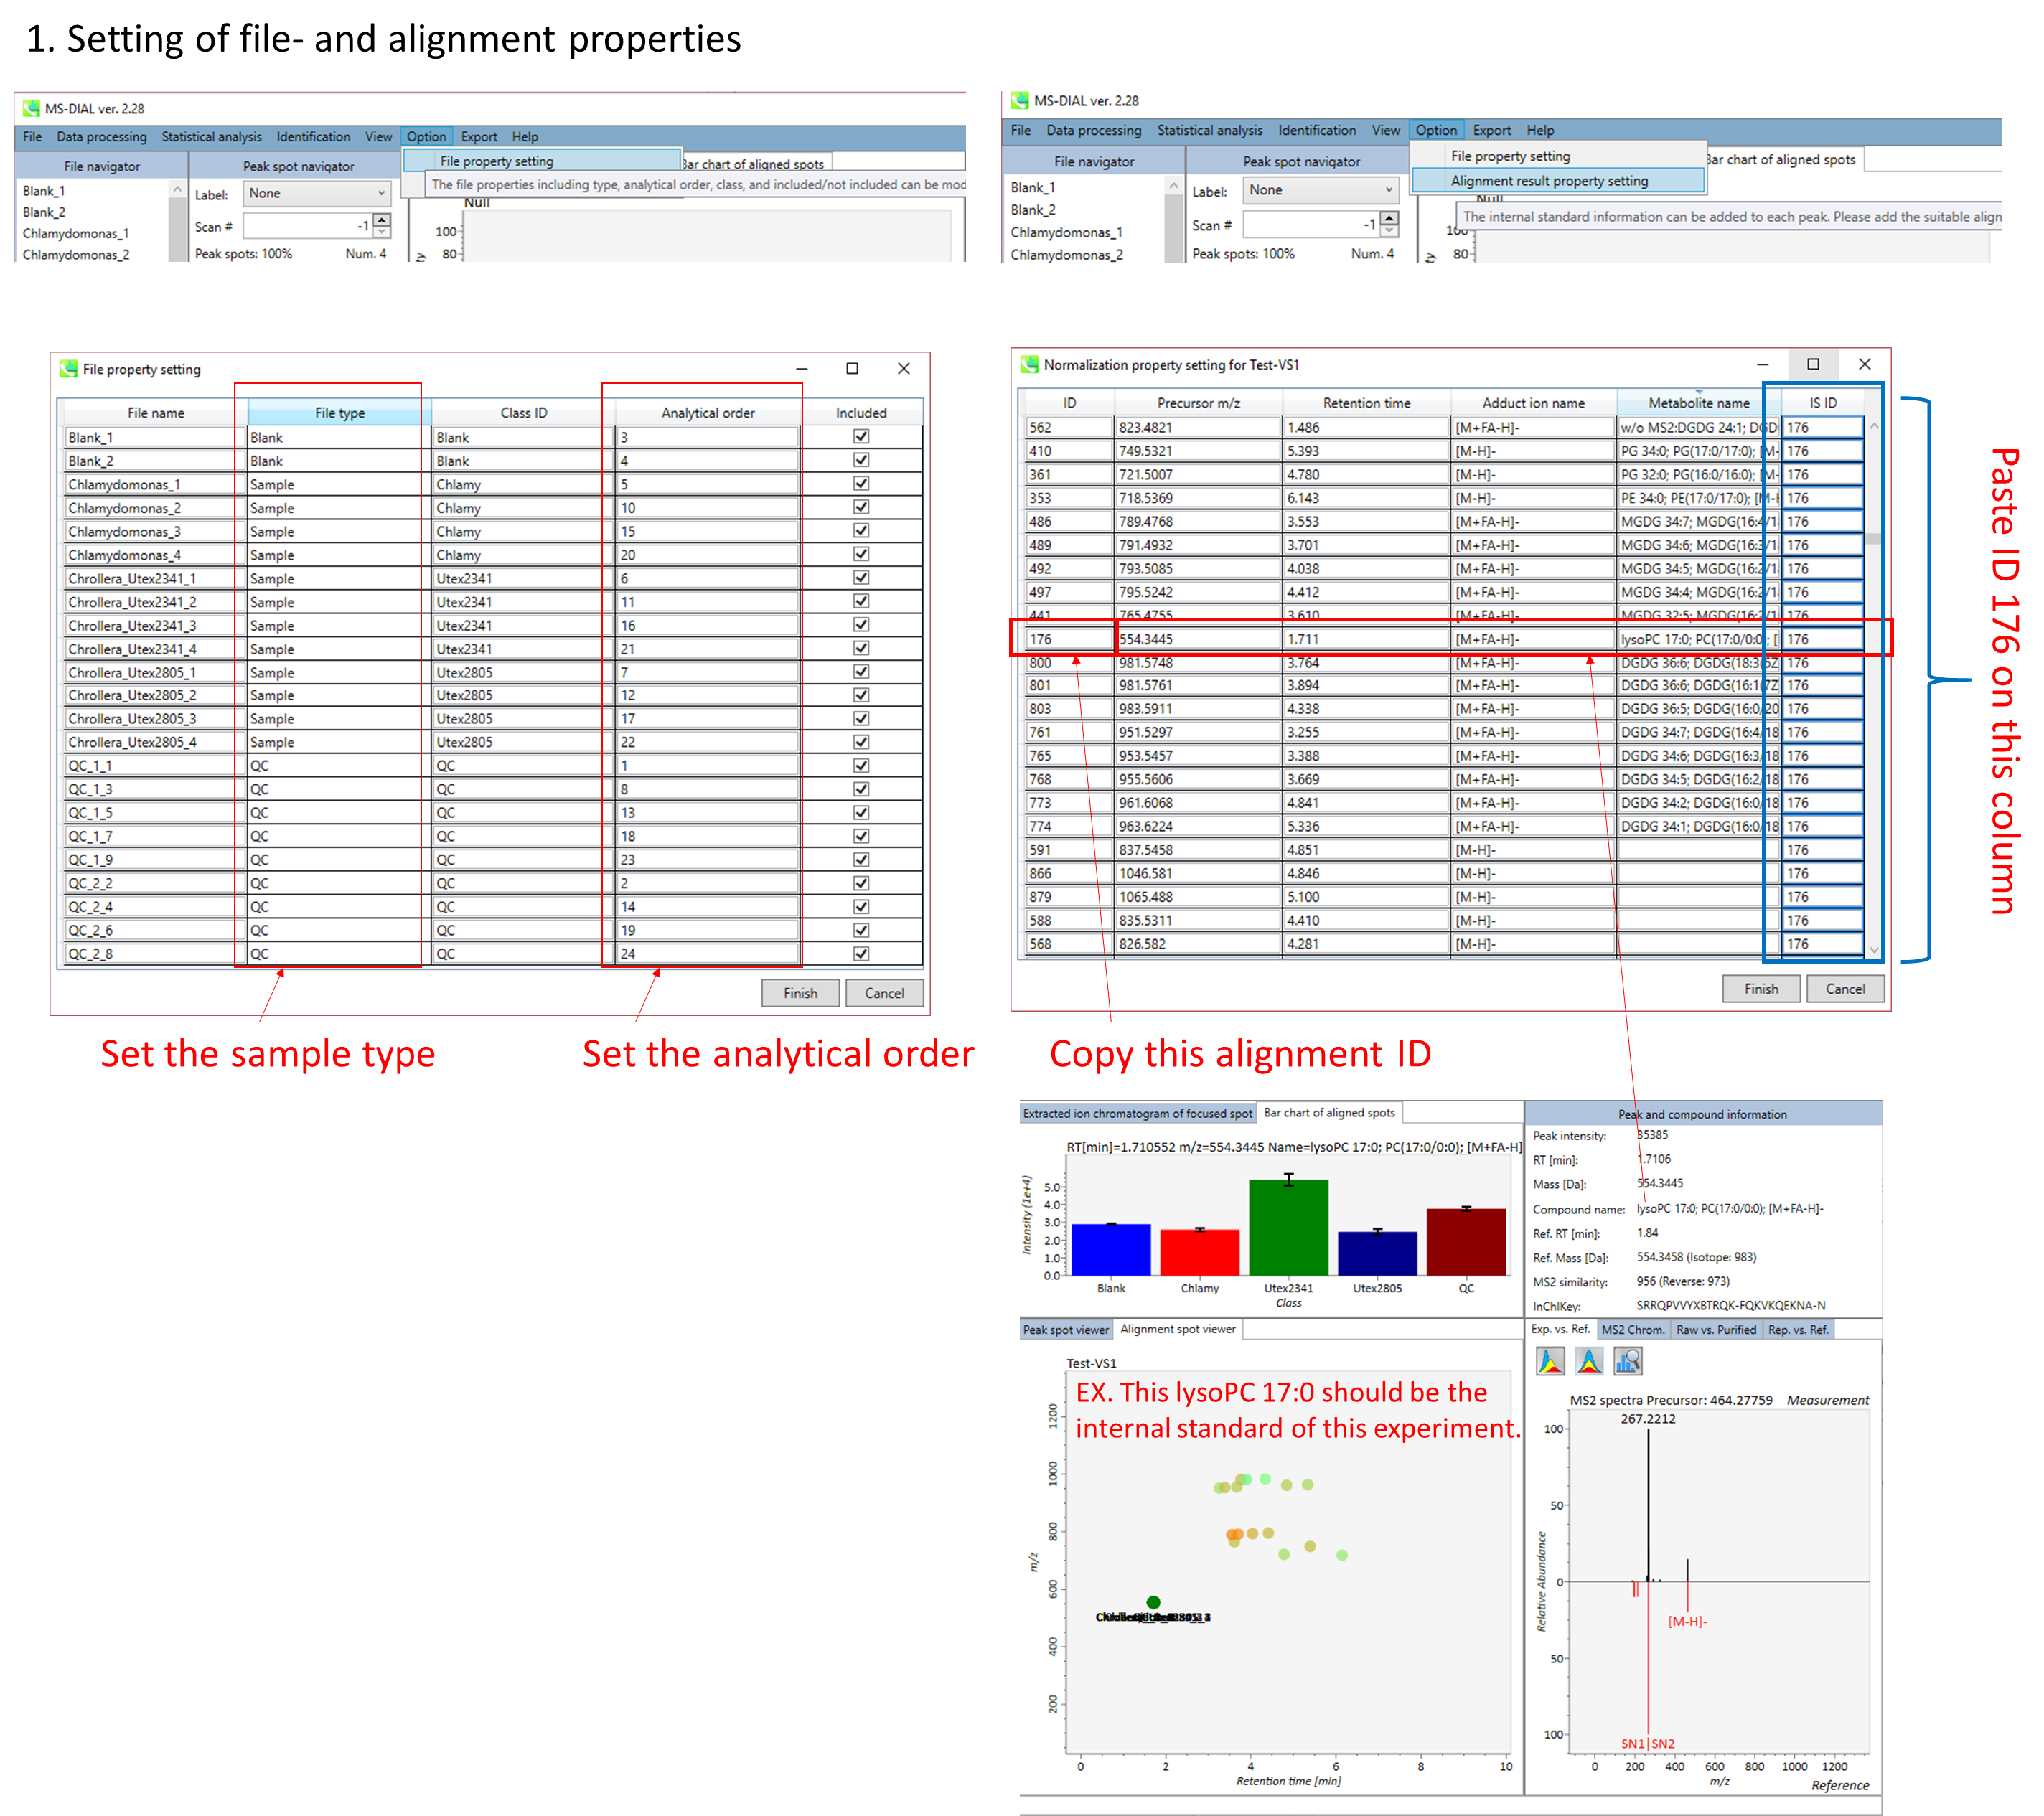 1. Setting of file- and alignment properties
MS-DIAL ver. 2.28
File Data processing Statistical analysis Identification View Option Export Help
File navigator Peak spot navigator File property setting Bar chart of aligned spots
The file properties including type, analytical order, class, and included/not included can be mod
Blank_1 Label: None Null
Blank_2 Scan # -1
Chlamydomonas_1 100
Chlamydomonas_2 Peak spots: 100% Num. 4 80
MS-DIAL ver. 2.28
File Data processing Statistical analysis Identification View Option Export Help
File navigator Peak spot navigator File property setting Bar chart of aligned spots
Alignment result property setting
Blank_1 Label: None Null
The internal standard information can be added to each peak. Please add the suitable align
Blank_2 Scan # -1
Chlamydomonas_1 100
Chlamydomonas_2 Peak spots: 100% Num. 4 80
File property setting
File name File type Class ID Analytical order Included
Blank_1 Blank Blank 3
Blank_2 Blank Blank 4
Chlamydomonas_1 Sample Chlamy 5
Chlamydomonas_2 Sample Chlamy 10
Chlamydomonas_3 Sample Chlamy 15
Chlamydomonas_4 Sample Chlamy 20
Chrollera_Utex2341_1 Sample Utex2341 6
Chrollera_Utex2341_2 Sample Utex2341 11
Chrollera_Utex2341_3 Sample Utex2341 16
Chrollera_Utex2341_4 Sample Utex2341 21
Chrollera_Utex2805_1 Sample Utex2805 7
Chrollera_Utex2805_2 Sample Utex2805 12
Chrollera_Utex2805_3 Sample Utex2805 17
Chrollera_Utex2805_4 Sample Utex2805 22
QC_1_1 QC QC 1
QC_1_3 QC QC 8
QC_1_5 QC QC 13
QC_1_7 QC QC 18
QC_1_9 QC QC 23
QC_2_2 QC QC 2
QC_2_4 QC QC 14
QC_2_6 QC QC 19
QC_2_8 QC QC 24
Finish Cancel
Set the sample type
Set the analytical order
Normalization property setting for Test-VS1
ID Precursor m/z Retention time Adduct ion name Metabolite name IS ID
562 823.4821 1.486 [M+FA-H]- w/o MS2:DGDG 24:1; DGD 176
410 749.5321 5.393 [M-H]- PG 34:0; PG(17:0/17:0); [M- 176
361 721.5007 4.780 [M-H]- PG 32:0; PG(16:0/16:0); [M- 176
353 718.5369 6.143 [M-H]- PE 34:0; PE(17:0/17:0); [M-H 176
486 789.4768 3.553 [M+FA-H]- MGDG 34:7; MGDG(16:4/18 176
489 791.4932 3.701 [M+FA-H]- MGDG 34:6; MGDG(16:3/18 176
492 793.5085 4.038 [M+FA-H]- MGDG 34:5; MGDG(16:2/18 176
497 795.5242 4.412 [M+FA-H]- MGDG 34:4; MGDG(16:2/18 176
441 765.4755 3.610 [M+FA-H]- MGDG 32:5; MGDG(16:2/16 176
176 554.3445 1.711 [M+FA-H]- lysoPC 17:0; PC(17:0/0:0); [ 176
800 981.5748 3.764 [M+FA-H]- DGDG 36:6; DGDG(18:3(6Z 176
801 981.5761 3.894 [M+FA-H]- DGDG 36:6; DGDG(16:1(7Z 176
803 983.5911 4.338 [M+FA-H]- DGDG 36:5; DGDG(16:0/20 176
761 951.5297 3.255 [M+FA-H]- DGDG 34:7; DGDG(16:4/18 176
765 953.5457 3.388 [M+FA-H]- DGDG 34:6; DGDG(16:3/18 176
768 955.5606 3.669 [M+FA-H]- DGDG 34:5; DGDG(16:2/18 176
773 961.6068 4.841 [M+FA-H]- DGDG 34:2; DGDG(16:0/18 176
774 963.6224 5.336 [M+FA-H]- DGDG 34:1; DGDG(16:0/18 176
591 837.5458 4.851 [M-H]- 176
866 1046.581 4.846 [M-H]- 176
879 1065.488 5.100 [M-H]- 176
588 835.5311 4.410 [M-H]- 176
568 826.582 4.281 [M-H]- 176
Finish Cancel
Paste ID 176 on this column
Copy this alignment ID
Extracted ion chromatogram of focused spot Bar chart of aligned spots
RT[min]=1.710552 m/z=554.3445 Name=lysoPC 17:0; PC(17:0/0:0); [M+FA-H]
Intensity (1e+4)
5.0
4.0
3.0
2.0
1.0
0.0
Blank Chlamy Utex2341 Utex2805 QC
Class
Peak and compound information
Peak intensity: 35385
RT [min]: 1.7106
Mass [Da]: 554.3445
Compound name: lysoPC 17:0; PC(17:0/0:0); [M+FA-H]-
Ref. RT [min]: 1.84
Ref. Mass [Da]: 554.3458 (Isotope: 983)
MS2 similarity: 956 (Reverse: 973)
InChIKey: SRRQPVVYXBTRQK-FQKVKQEKNA-N
Peak spot viewer Alignment spot viewer
Test-VS1
EX. This lysoPC 17:0 should be the
internal standard of this experiment.
m/z
1200
1000
800
600
400
200
0 2 4 6 8 10
Retention time [min]
Exp. vs. Ref. MS2 Chrom. Raw vs. Purified Rep. vs. Ref.
MS2 spectra Precursor: 464.27759 Measurement
267.2212
Relative Abundance
100
50
0
[M-H]-
50
100
SN1 SN2
0 200 400 600 800 1000 1200
m/z
Reference